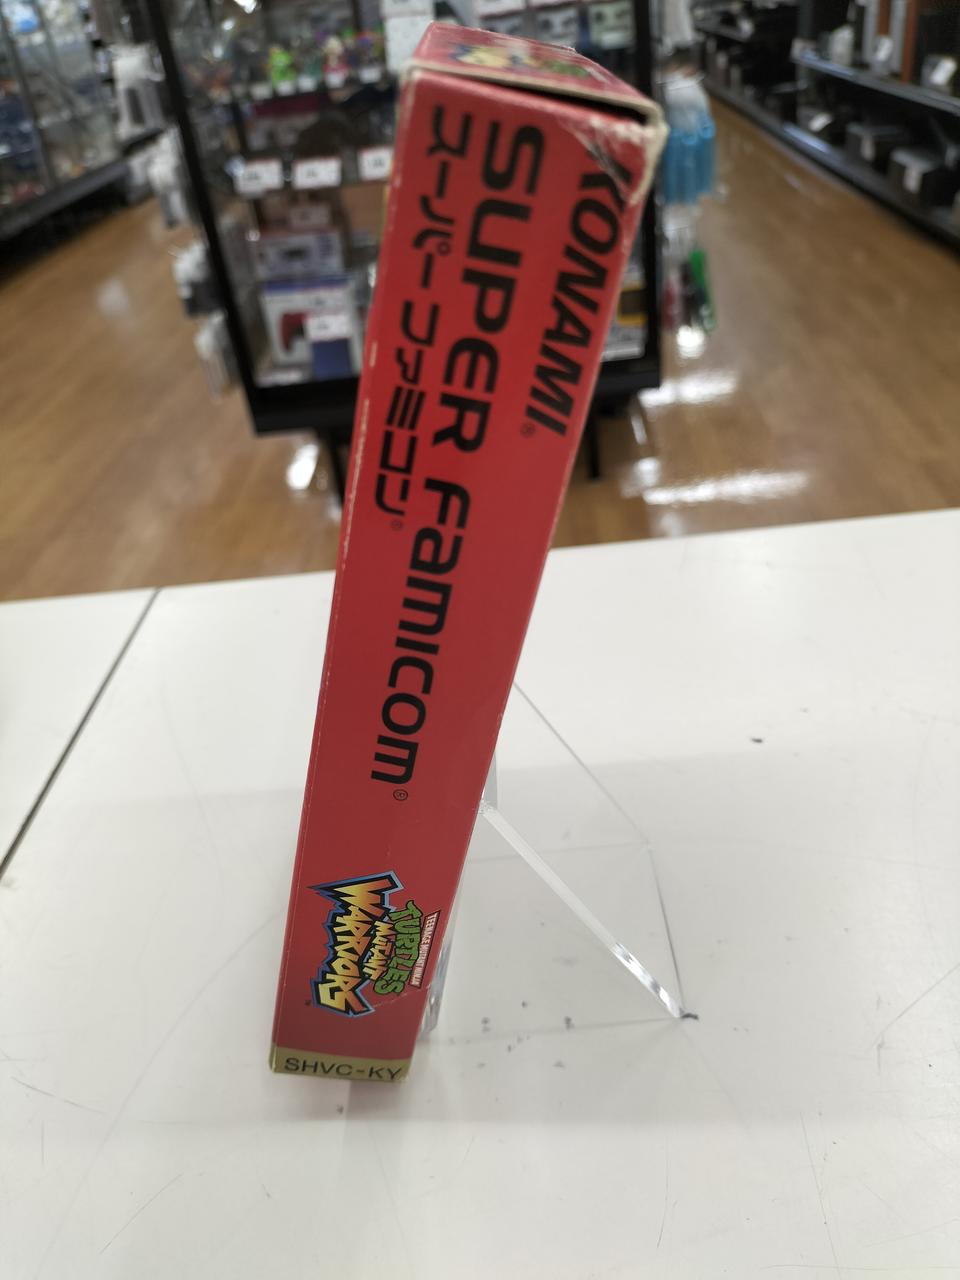 KONAMI®
SUPER FAMICOM®
スーパーファミコン®
TEENAGE MUTANT NINJA
TURTLES
MUTANT
WARRIORS™
SHVC-KY